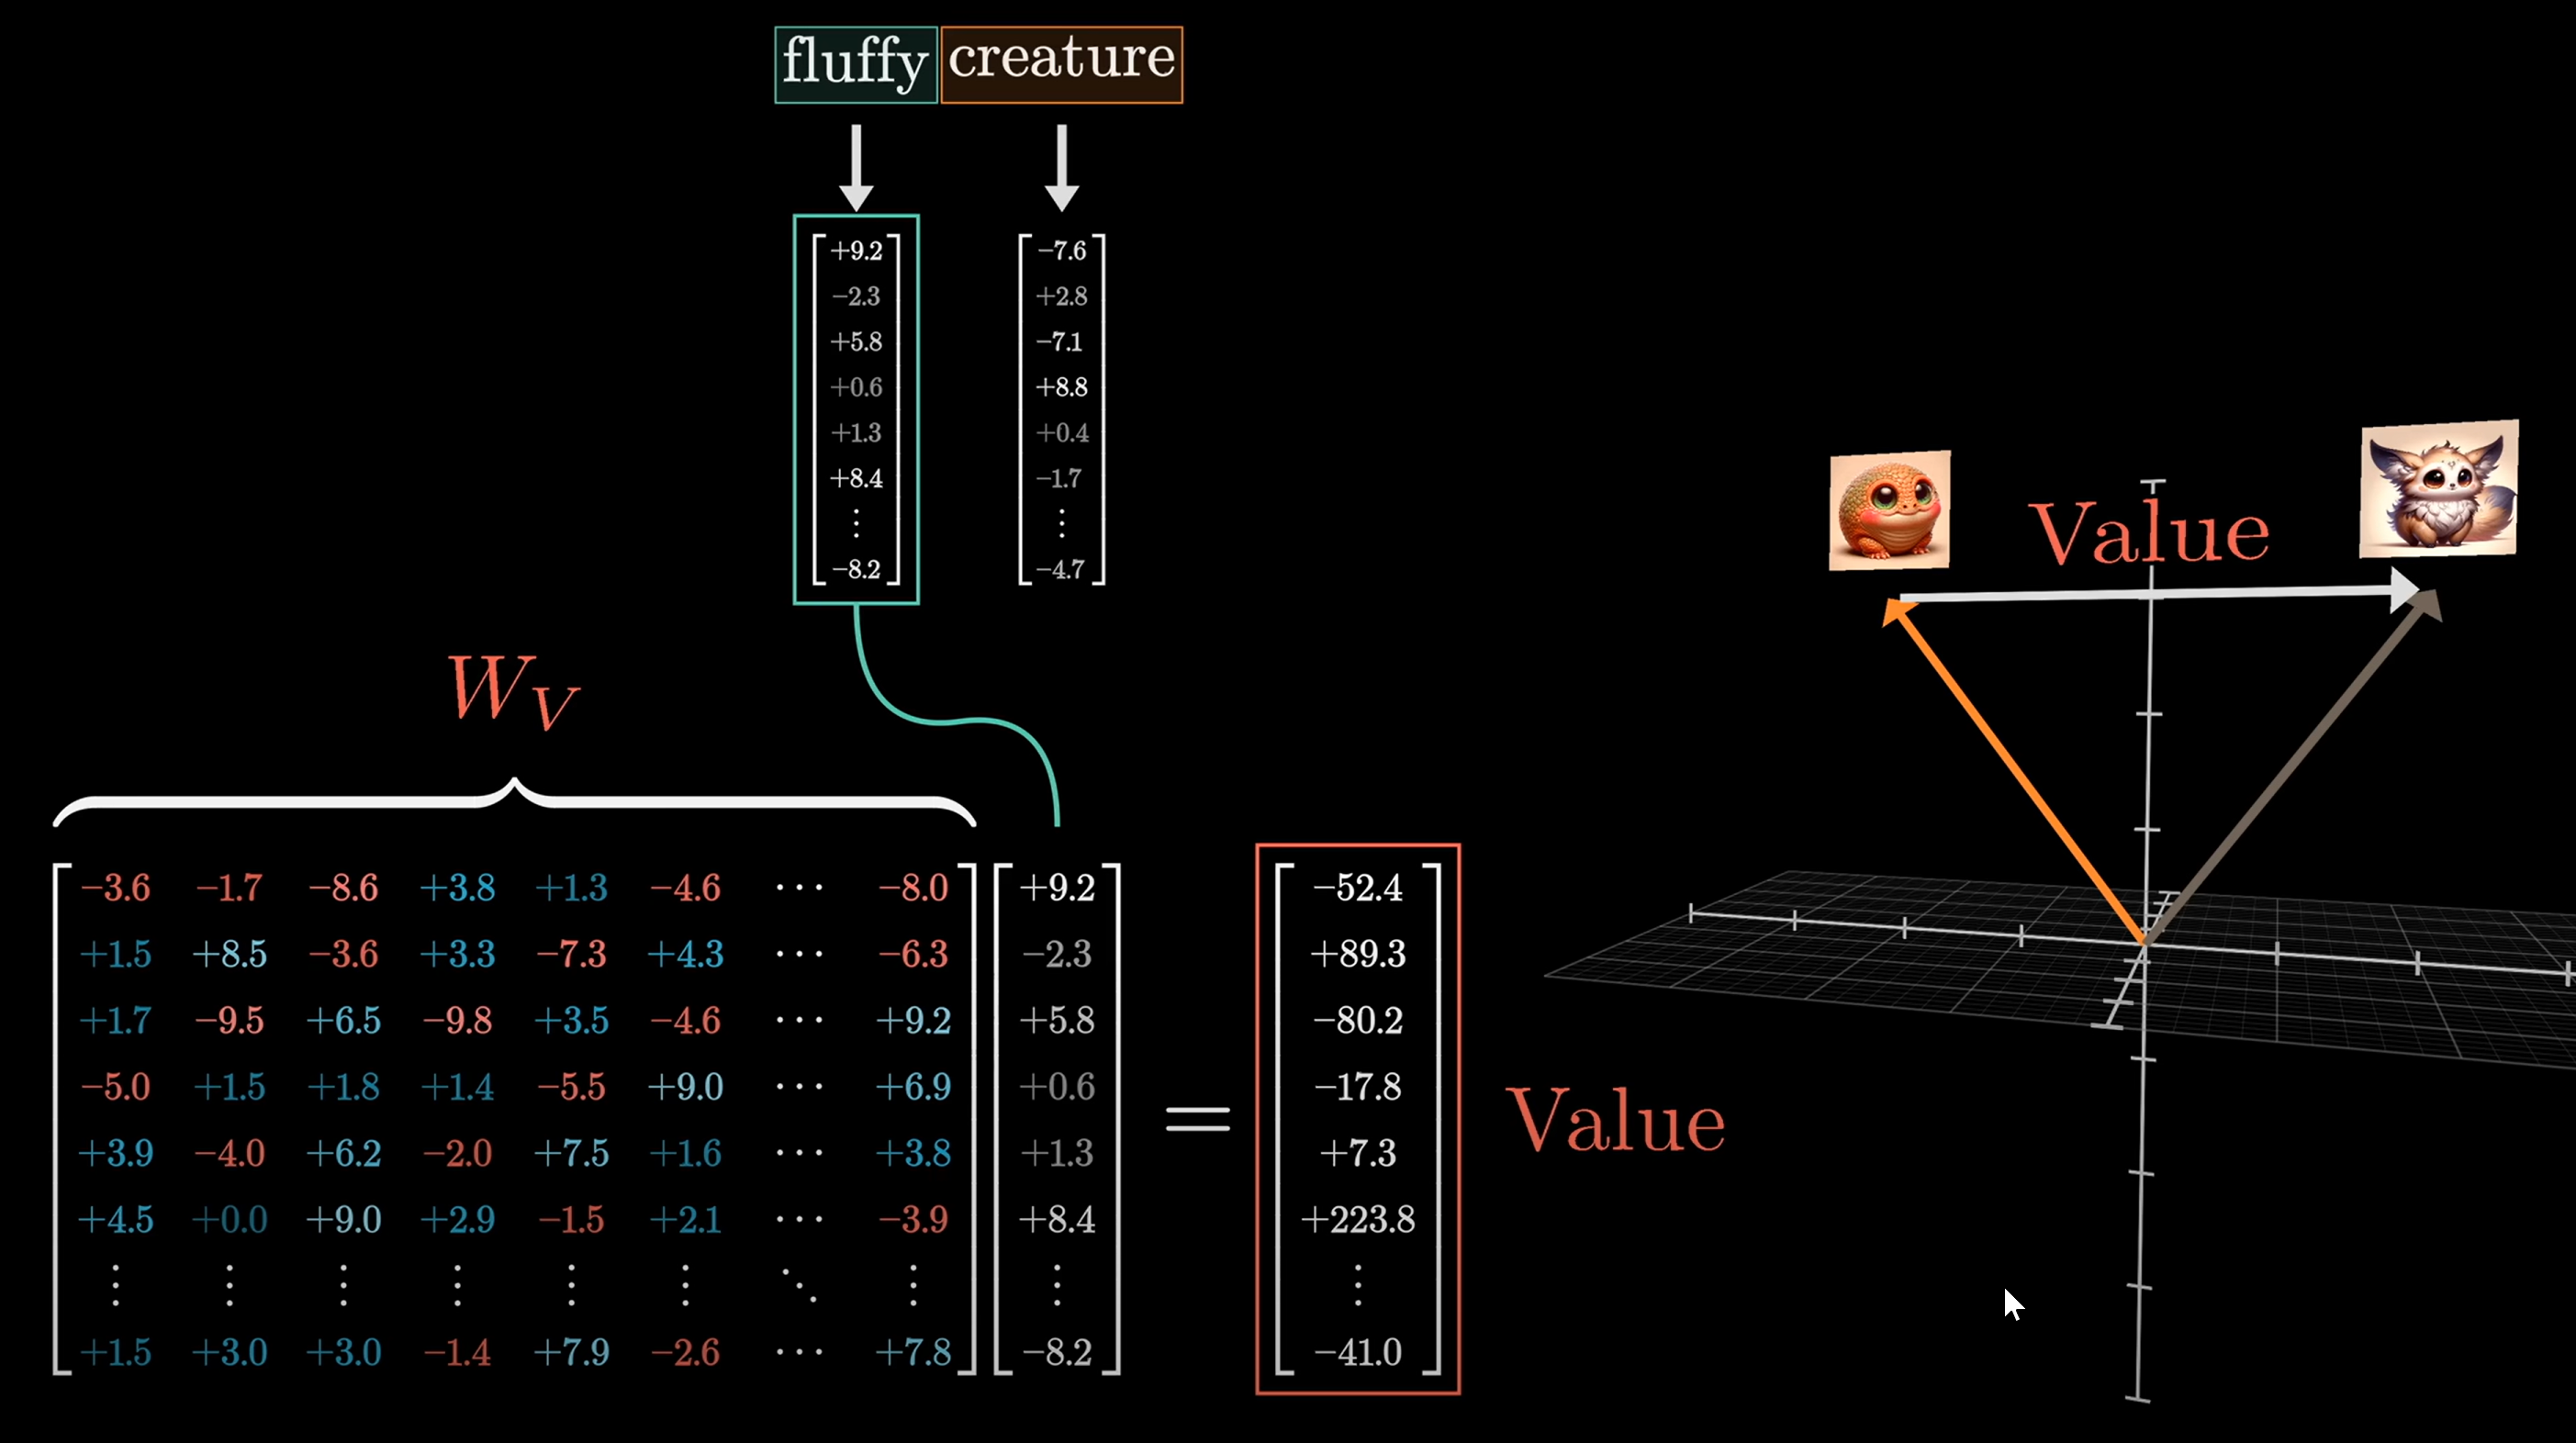 fluffy creature
+9.2 −7.6
−2.3 +2.8
+5.8 −7.1
+0.6 +8.8
+1.3 +0.4
+8.4 −1.7
⋮ ⋮
−8.2 −4.7
Value
W_V
−3.6 −1.7 −8.6 +3.8 +1.3 −4.6 ⋯ −8.0 +9.2 −52.4
+1.5 +8.5 −3.6 +3.3 −7.3 +4.3 ⋯ −6.3 −2.3 +89.3
+1.7 −9.5 +6.5 −9.8 +3.5 −4.6 ⋯ +9.2 +5.8 −80.2
−5.0 +1.5 +1.8 +1.4 −5.5 +9.0 ⋯ +6.9 +0.6 −17.8
=
Value
+3.9 −4.0 +6.2 −2.0 +7.5 +1.6 ⋯ +3.8 +1.3 +7.3
+4.5 +0.0 +9.0 +2.9 −1.5 +2.1 ⋯ −3.9 +8.4 +223.8
⋮ ⋮ ⋮ ⋮ ⋮ ⋮ ⋱ ⋮ ⋮ ⋮
+1.5 +3.0 +3.0 −1.4 +7.9 −2.6 ⋯ +7.8 −8.2 −41.0